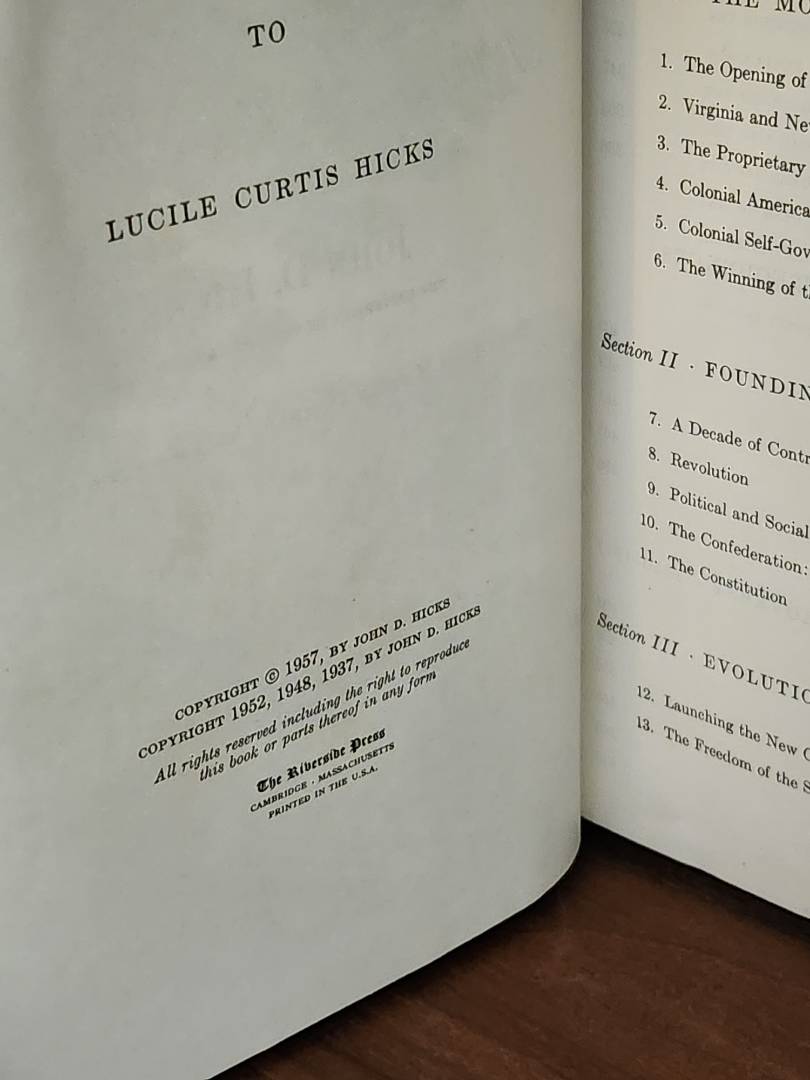 TO
LUCILE CURTIS HICKS
COPYRIGHT © 1957, BY JOHN D. HICKS
COPYRIGHT 1952, 1948, 1937, BY JOHN D. HICKS
All rights reserved including the right to reproduce
this book or parts thereof in any form
The Riverside Press
CAMBRIDGE · MASSACHUSETTS
PRINTED IN THE U.S.A.
THE MO
1. The Opening of
2. Virginia and Ne
3. The Proprietary
4. Colonial America
5. Colonial Self-Gov
6. The Winning of t
Section II · FOUNDIN
7. A Decade of Contr
8. Revolution
9. Political and Social
10. The Confederation:
11. The Constitution
Section III · EVOLUTIO
12. Launching the New
13. The Freedom of the S